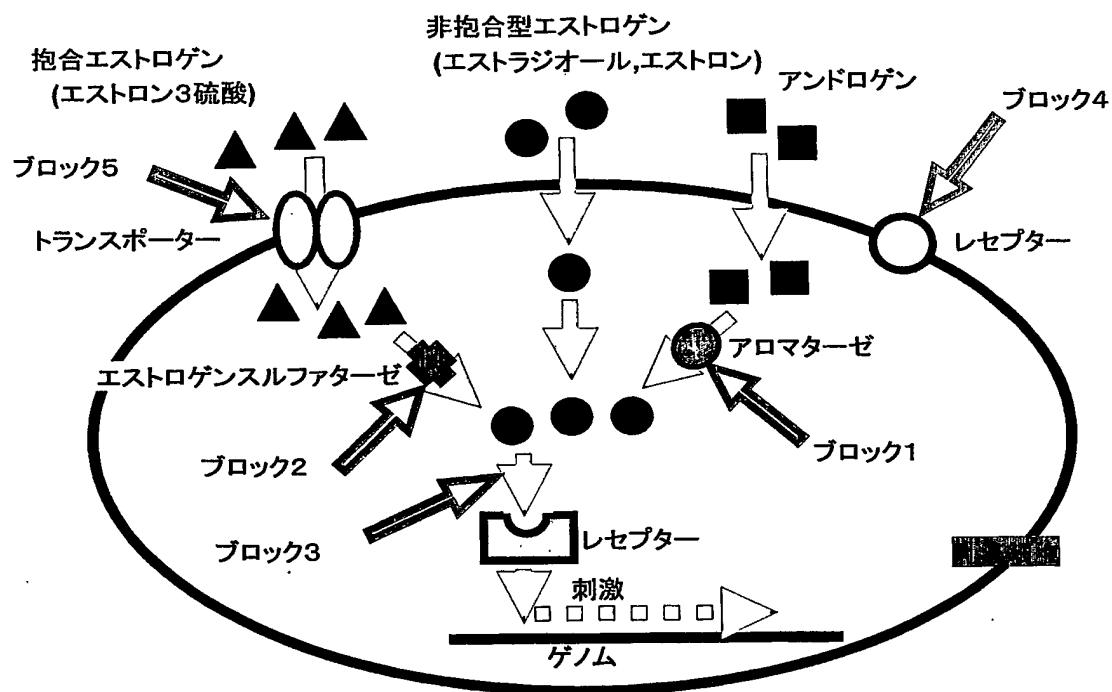 非抱合型エストロゲン
(エストラジオール,エストロン)
抱合エストロゲン
(エストロン3硫酸)
アンドロゲン
ブロック4
ブロック5
トランスポーター
レセプター
エストロゲンスルファターゼ
アロマターゼ
ブロック2
ブロック1
ブロック3
レセプター
刺激
ゲノム